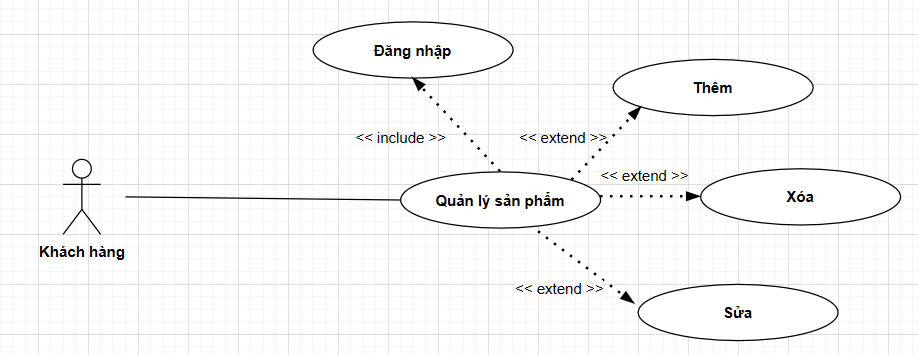 Đăng nhập
Thêm
<< include >>
<< extend >>
<< extend >>
Quản lý sản phẩm
Xóa
Khách hàng
<< extend >>
Sửa